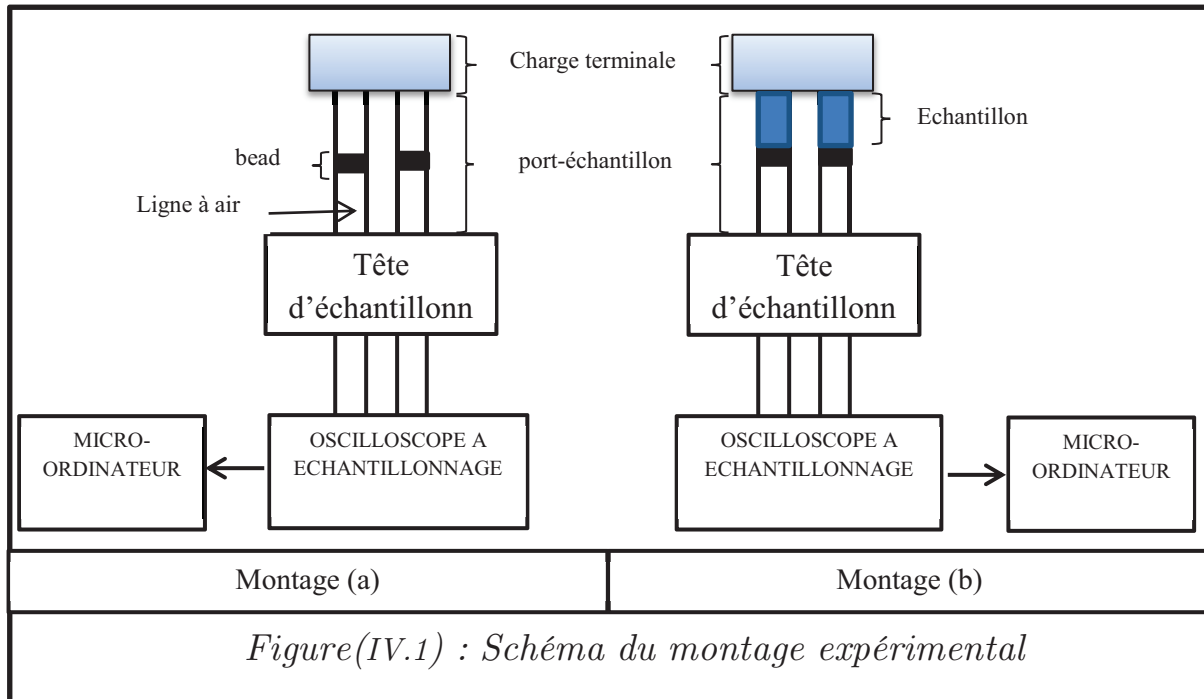 Charge terminale
Echantillon
bead
port-échantillon
Ligne à air
Tête
d'échantillonn
Tête
d'échantillonn
MICRO-
ORDINATEUR
OSCILLOSCOPE A
ECHANTILLONNAGE
OSCILLOSCOPE A
ECHANTILLONNAGE
MICRO-
ORDINATEUR
Montage (a)
Montage (b)
Figure(IV.1) : Schéma du montage expérimental